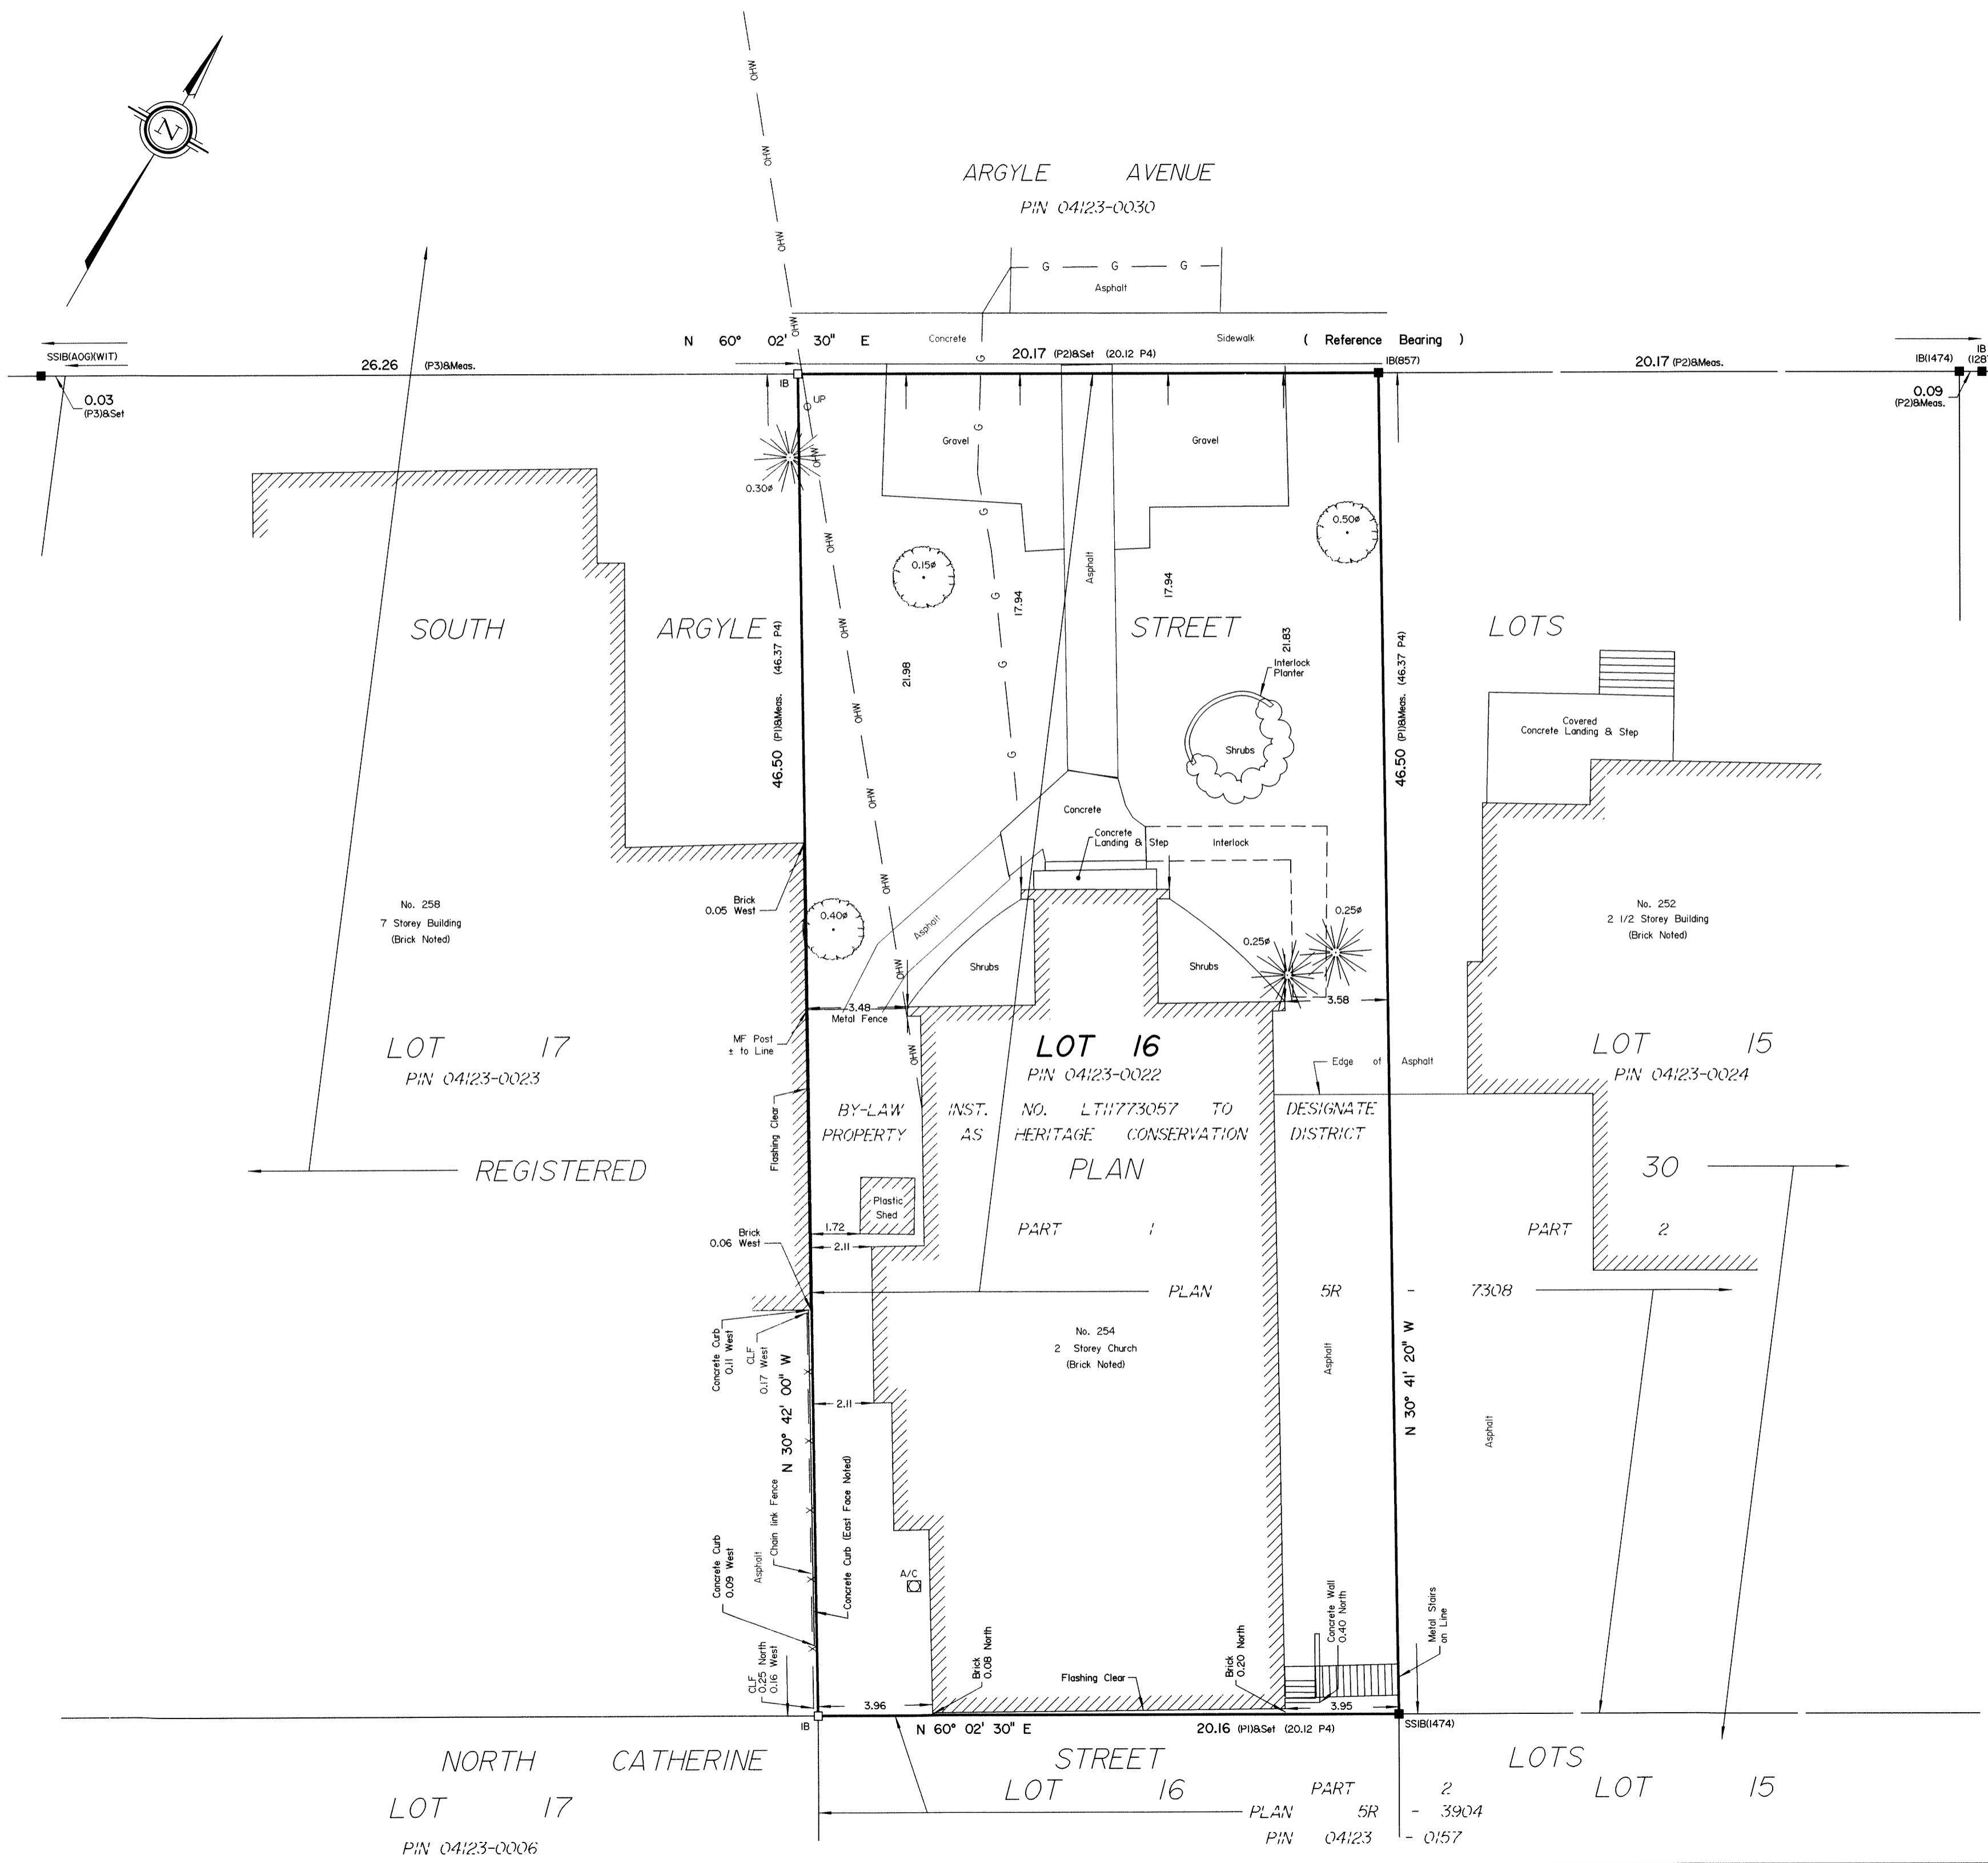 N
ARGYLE AVENUE
PIN 04123-0030
G G G
Asphalt
OHW OHW OHW OHW
N 60° 02' 30" E
Concrete Sidewalk
( Reference Bearing )
SSIB(AOG)(WIT)
26.26 (P3)&Meas.
20.17 (P2)&Set (20.12 P4)
IB(857)
20.17 (P2)&Meas.
IB(1474)
IB
0.03
(P3)&Set
0.09
(P2)&Meas.
IB
UP
G
Gravel
Gravel
0.30ø
0.50ø
0.15ø
Asphalt
17.94
17.94
21.98
21.83
OHW OHW OHW OHW OHW OHW OHW OHW
G G G G G
SOUTH ARGYLE STREET LOTS
46.50 (P1)&Meas. (46.37 P4)
46.50 (P1)&Meas. (46.37 P4)
Interlock
Planter
Shrubs
Covered
Concrete Landing & Step
Concrete
Concrete
Landing & Step
Interlock
No. 258
7 Storey Building
(Brick Noted)
Brick
0.05 West
0.40ø
Asphalt
0.25ø
0.25ø
No. 252
2 1/2 Storey Building
(Brick Noted)
Shrubs
Shrubs
3.48
Metal Fence
3.58
MF Post
± to Line
LOT 17
PIN 04123-0023
LOT 16
PIN 04123-0022
Edge of Asphalt
LOT 15
PIN 04123-0024
BY-LAW INST. NO. LT11773057 TO DESIGNATE
PROPERTY AS HERITAGE CONSERVATION DISTRICT
Flashing Clear
REGISTERED PLAN 30
Plastic
Shed
1.72
2.11
Brick
0.06 West
PART 1
PART 2
PLAN 5R - 7308
Concrete Curb
0.11 West
CLF
0.17 West
No. 254
2 Storey Church
(Brick Noted)
N 30° 42' 00" W
2.11
Asphalt
N 30° 41' 20" W
Asphalt
Chain link Fence
Asphalt
Concrete Curb
0.09 West
Concrete Curb (East Face Noted)
A/C
CLF
0.25 North
0.16 West
Brick
0.08 North
Flashing Clear
Brick
0.20 North
Concrete Wall
0.40 North
Metal Stairs
on Line
3.96
3.95
IB
N 60° 02' 30" E
20.16 (P1)&Set (20.12 P4)
SSIB(1474)
NORTH CATHERINE STREET LOTS
LOT 17
PIN 04123-0006
LOT 16
PART 2
PLAN 5R - 3904
PIN 04123 - 0157
LOT 15